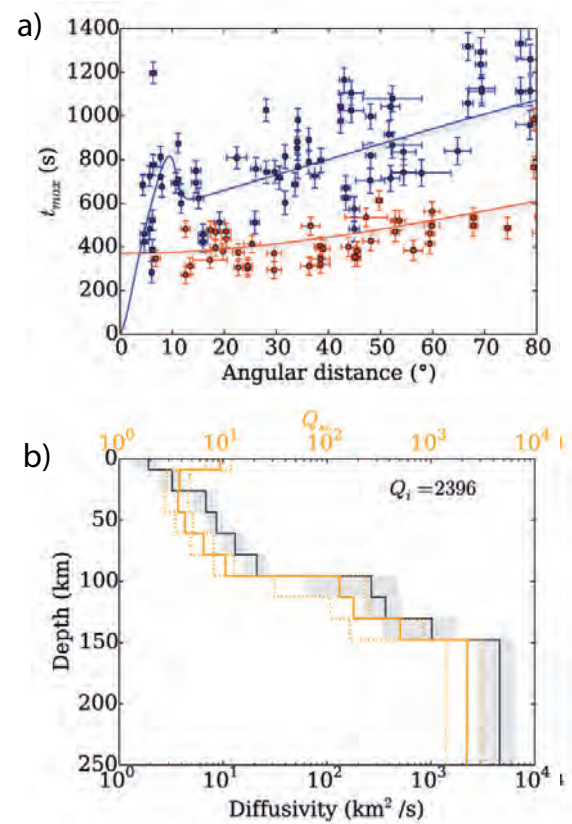 a)
1400
1200
1000
800
600
400
200
0
t_max (s)
0 10 20 30 40 50 60 70 80
Angular distance (°)
b)
10^0 10^1 10^2 10^3 10^4
Q_i = 2396
0
50
100
150
200
250
Depth (km)
10^0 10^1 10^2 10^3 10^4
Diffusivity (km^2/s)